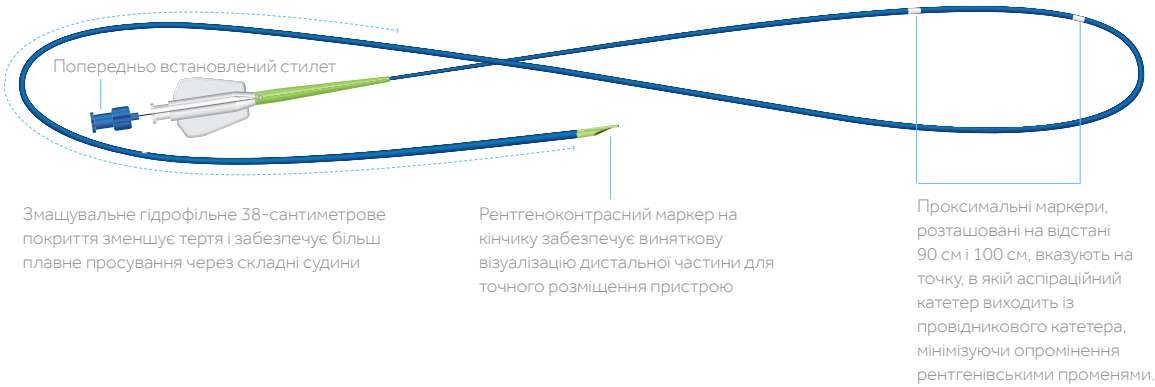 Попередньо встановлений стилет
Змащувальне гідрофільне 38-сантиметрове
покриття зменшує тертя і забезпечує більш
плавне просування через складні судини
Рентгеноконтрасний маркер на
кінчику забезпечує виняткову
візуалізацію дистальної частини для
точного розміщення пристрою
Проксимальні маркери,
розташовані на відстані
90 см і 100 см, вказують на
точку, в якій аспіраційний
катетер виходить із
провідникового катетера,
мінімізуючи опромінення
рентгенівськими променями.